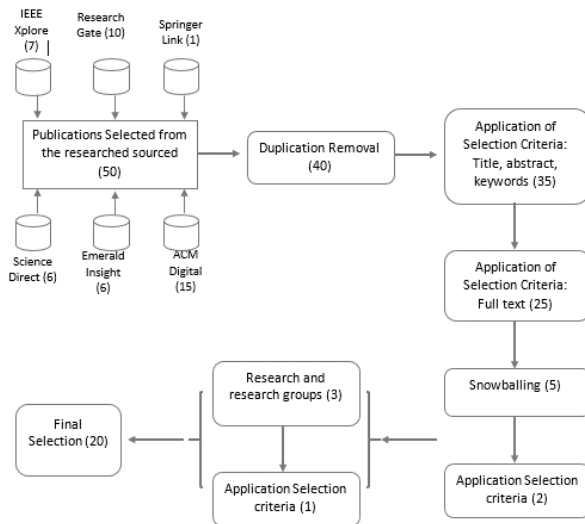 IEEE
Xplore
(7)
Research
Gate (10)
Springer
Link (1)
Publications Selected from
the researched sourced
(50)
Duplication Removal
(40)
Application of
Selection Criteria:
Title, abstract,
keywords (35)
Science
Direct (6)
Emerald
Insight
(6)
ACM
Digital
(15)
Application of
Selection Criteria:
Full text (25)
Snowballing (5)
Application Selection
criteria (2)
Research and
research groups (3)
Application Selection
criteria (1)
Final
Selection (20)